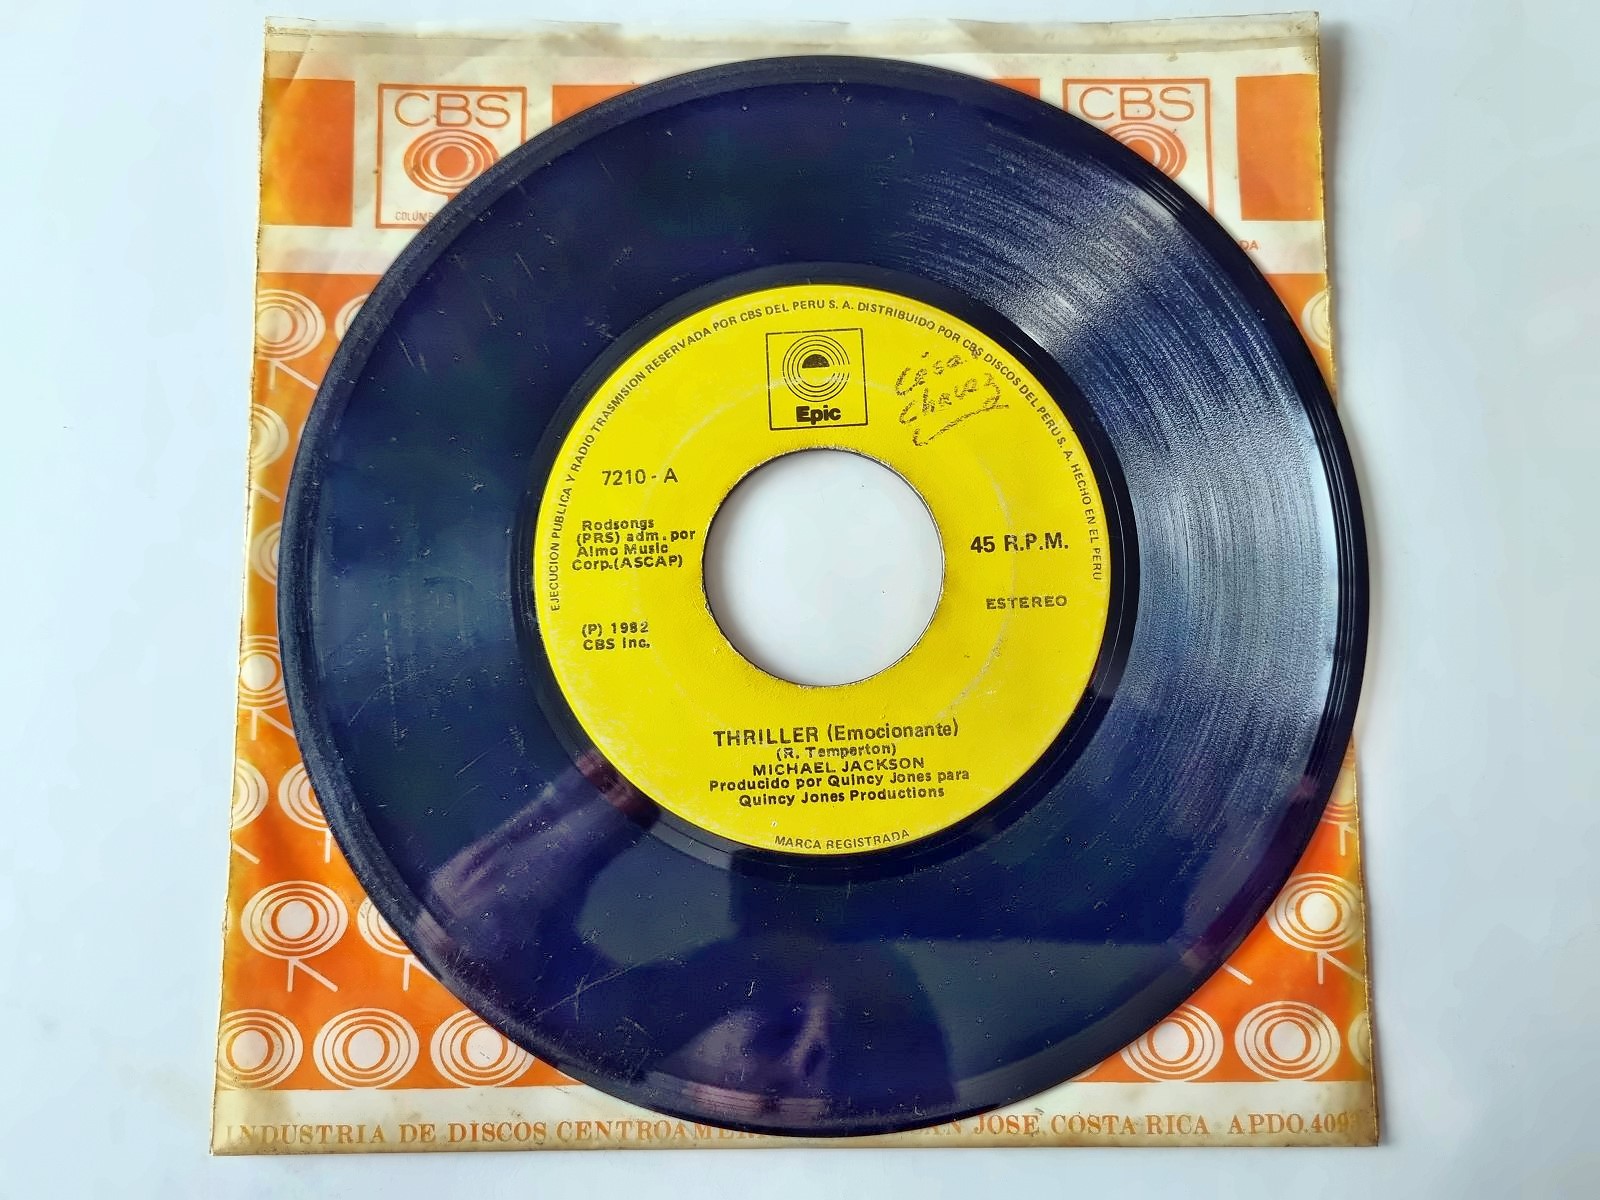 CBS
CBS
EJECUCION PUBLICA Y RADIO TRASMISION RESERVADA POR CBS DEL PERU S. A. DISTRIBUIDO POR CBS DISCOS DEL PERU S. A. HECHO EN EL PERU
Epic
César
Chavez
7210 - A
Rodsongs
(PRS) adm. por
Almo Music
Corp.(ASCAP)
45 R.P.M.
ESTEREO
(P) 1982
CBS Inc.
THRILLER (Emocionante)
(R. Temperton)
MICHAEL JACKSON
Producido por Quincy Jones para
Quincy Jones Productions
MARCA REGISTRADA
INDUSTRIA DE DISCOS SAN JOSE, COSTA RICA APDO.